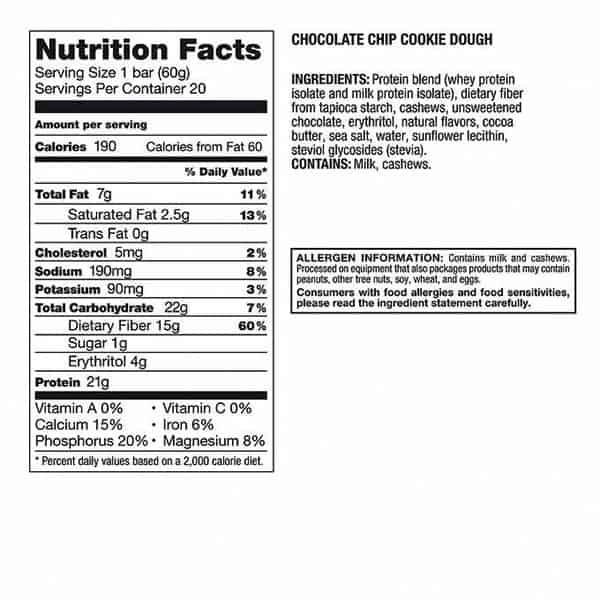 Nutrition Facts
Serving Size 1 bar (60g)
Servings Per Container 20
Amount per serving
Calories 190 Calories from Fat 60
% Daily Value*
Total Fat 7g 11%
Saturated Fat 2.5g 13%
Trans Fat 0g
Cholesterol 5mg 2%
Sodium 190mg 8%
Potassium 90mg 3%
Total Carbohydrate 22g 7%
Dietary Fiber 15g 60%
Sugar 1g
Erythritol 4g
Protein 21g
Vitamin A 0% • Vitamin C 0%
Calcium 15% • Iron 6%
Phosphorus 20% • Magnesium 8%
* Percent daily values based on a 2,000 calorie diet.
CHOCOLATE CHIP COOKIE DOUGH
INGREDIENTS: Protein blend (whey protein
isolate and milk protein isolate), dietary fiber
from tapioca starch, cashews, unsweetened
chocolate, erythritol, natural flavors, cocoa
butter, sea salt, water, sunflower lecithin,
steviol glycosides (stevia).
CONTAINS: Milk, cashews.
ALLERGEN INFORMATION: Contains milk and cashews.
Processed on equipment that also packages products that may contain
peanuts, other tree nuts, soy, wheat, and eggs.
Consumers with food allergies and food sensitivities,
please read the ingredient statement carefully.